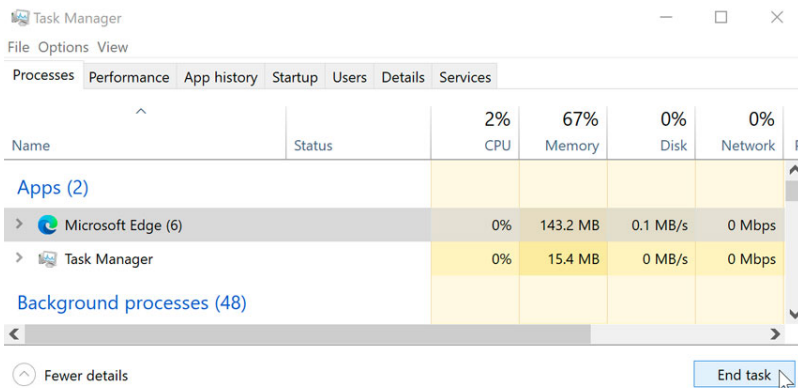 Task Manager
File Options View
Processes Performance App history Startup Users Details Services
2% 67% 0% 0%
Name Status CPU Memory Disk Network
Apps (2)
Microsoft Edge (6) 0% 143.2 MB 0.1 MB/s 0 Mbps
Task Manager 0% 15.4 MB 0 MB/s 0 Mbps
Background processes (48)
Fewer details End task